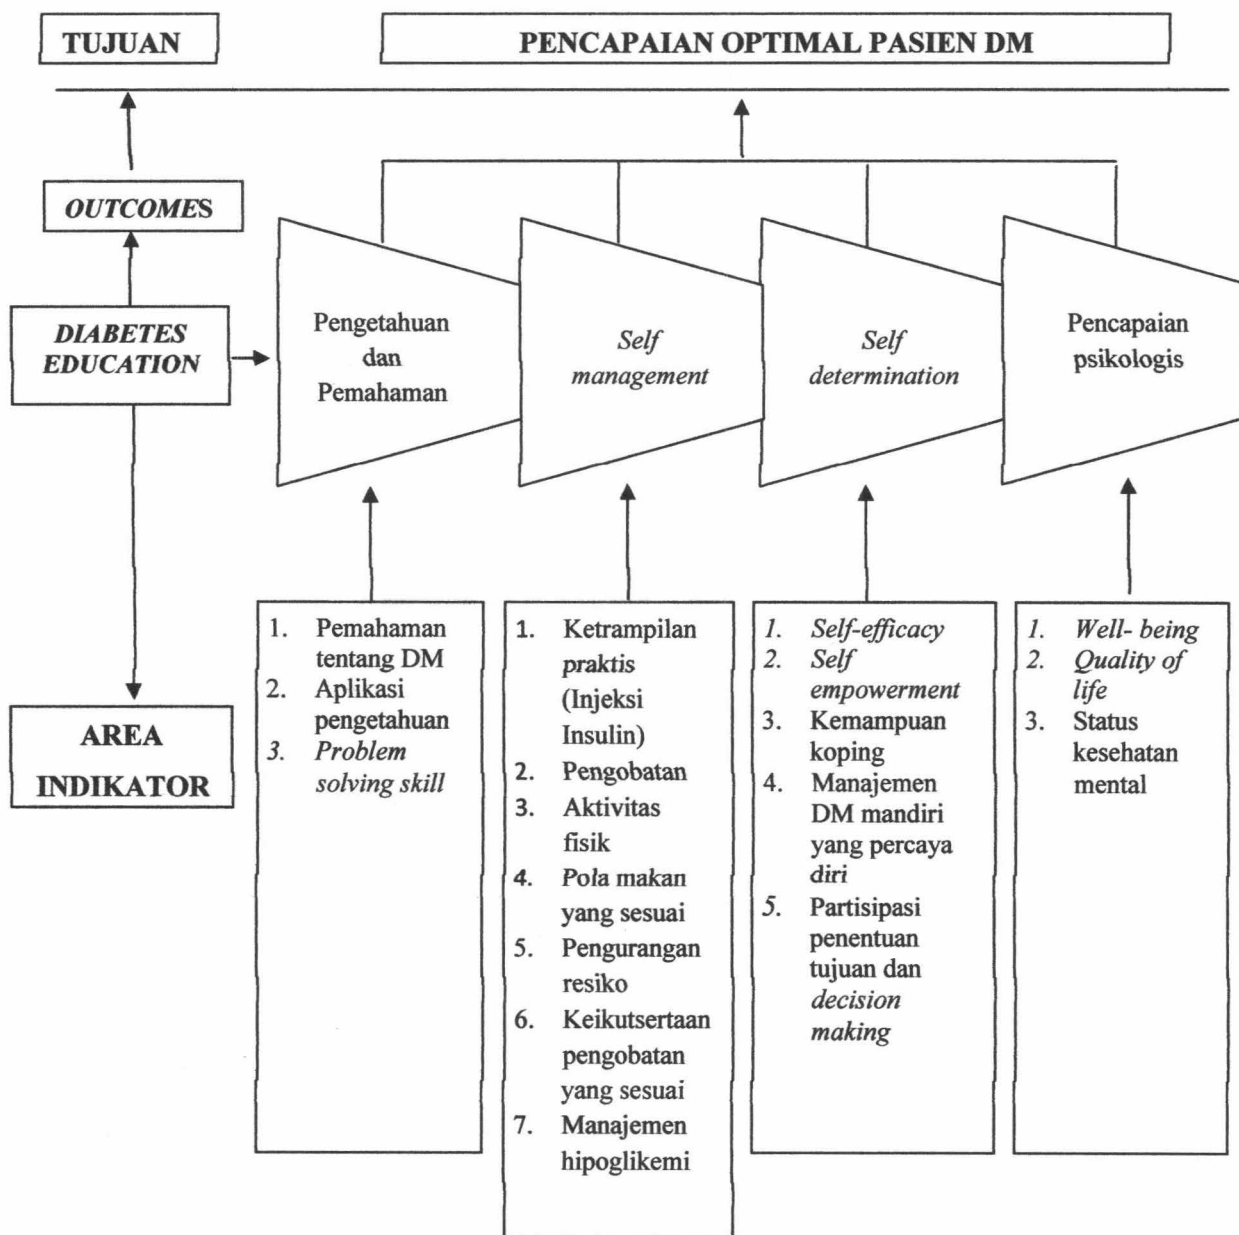 TUJUAN
PENCAPAIAN OPTIMAL PASIEN DM
OUTCOMES
DIABETES
EDUCATION
Pengetahuan
dan
Pemahaman
Self
management
Self
determination
Pencapaian
psikologis
AREA
INDIKATOR
1. Pemahaman
tentang DM
2. Aplikasi
pengetahuan
3. Problem
solving skill
1. Ketrampilan
praktis
(Injeksi
Insulin)
2. Pengobatan
3. Aktivitas
fisik
4. Pola makan
yang sesuai
5. Pengurangan
resiko
6. Keikutsertaan
pengobatan
yang sesuai
7. Manajemen
hipoglikemi
1. Self-efficacy
2. Self
empowerment
3. Kemampuan
koping
4. Manajemen
DM mandiri
yang percaya
diri
5. Partisipasi
penentuan
tujuan dan
decision
making
1. Well- being
2. Quality of
life
3. Status
kesehatan
mental